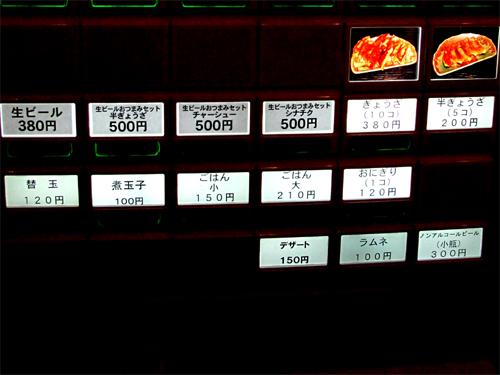 生ビール
380円
生ビールおつまみセット
半ぎょうざ
500円
生ビールおつまみセット
チャーシュー
500円
生ビールおつまみセット
シナチク
500円
ぎょうざ
(10コ)
380円
半ぎょうざ
(5コ)
200円
替玉
120円
煮玉子
100円
ごはん
小
150円
ごはん
大
210円
おにぎり
(1コ)
120円
デザート
150円
ラムネ
100円
ノンアルコールビール
(小瓶)
300円